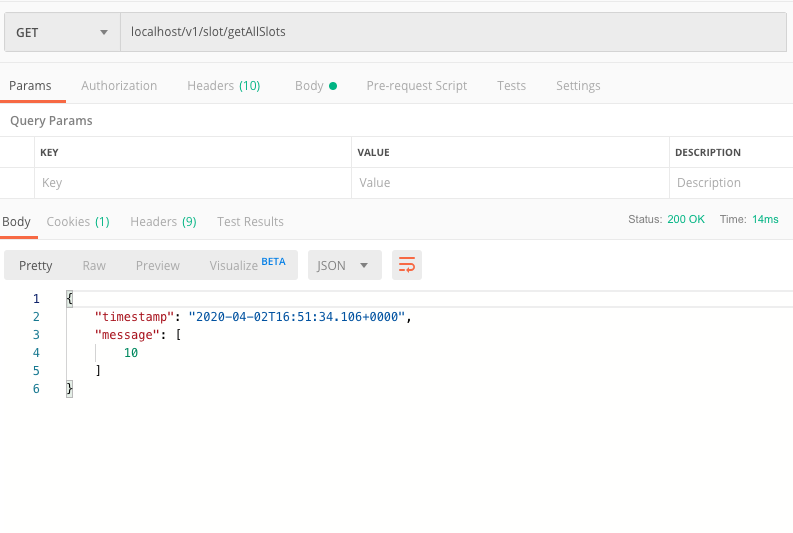 GET localhost/v1/slot/getAllSlots
Params Authorization Headers (10) Body Pre-request Script Tests Settings
Query Params
KEY VALUE DESCRIPTION
Key Value Description
Body Cookies (1) Headers (9) Test Results Status: 200 OK Time: 14ms
Pretty Raw Preview Visualize BETA JSON
1 {
2 "timestamp": "2020-04-02T16:51:34.106+0000",
3 "message": [
4 10
5 ]
6 }